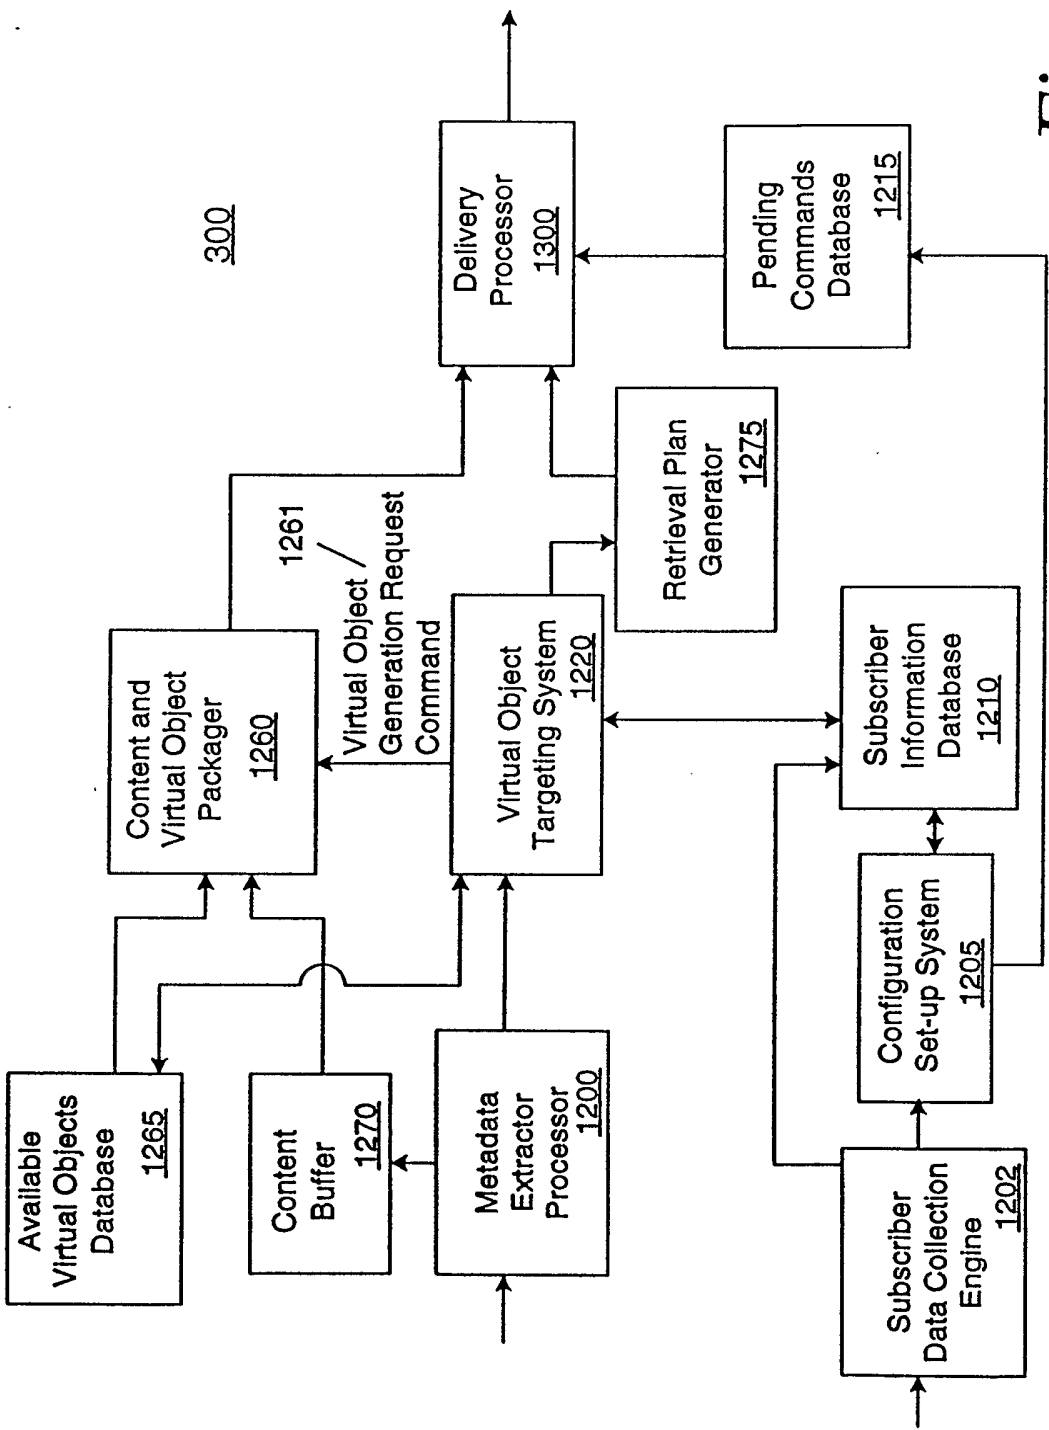 300
Available
Virtual Objects
Database
1265
Content
Buffer
1270
Metadata
Extractor
Processor
1200
Content and
Virtual Object
Packager
1260
1261
Virtual Object
Generation Request
Command
Virtual Object
Targeting System
1220
Retrieval Plan
Generator
1275
Delivery
Processor
1300
Pending
Commands
Database
1215
Subscriber
Information
Database
1210
Configuration
Set-up System
1205
Subscriber
Data Collection
Engine
1202